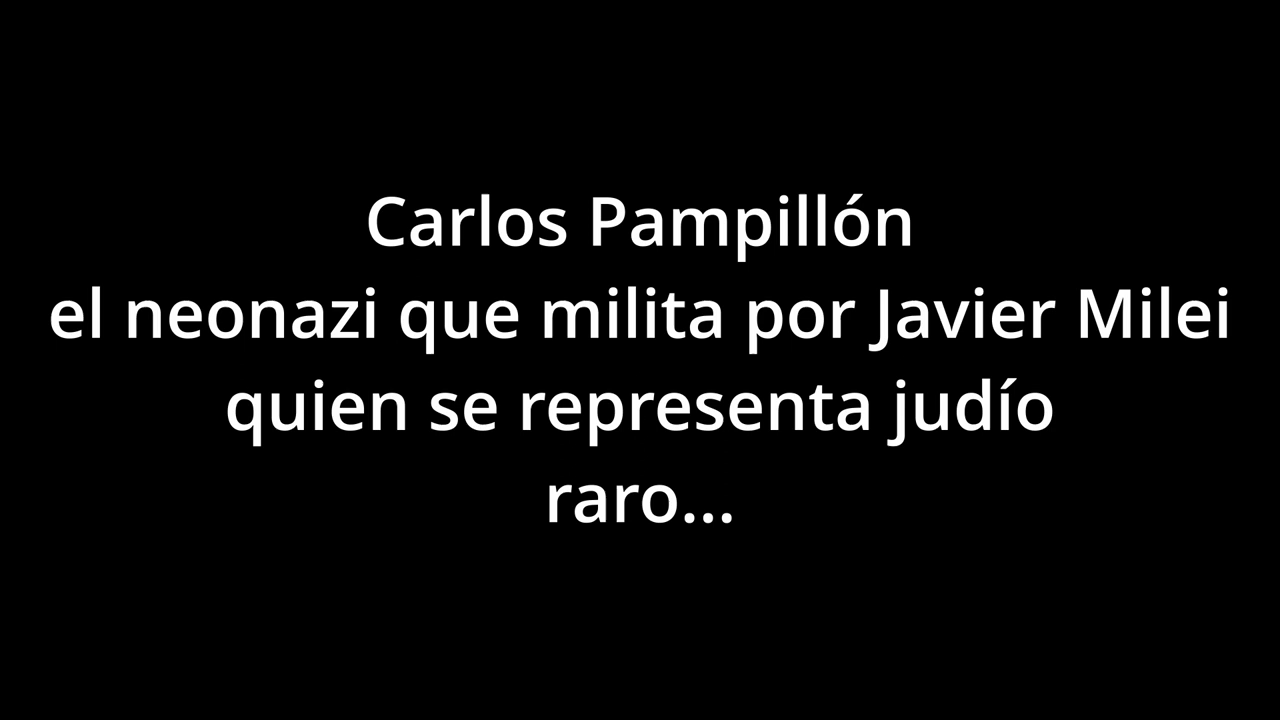 Carlos Pampillón
el neonazi que milita por Javier Milei
quien se representa judío
raro...